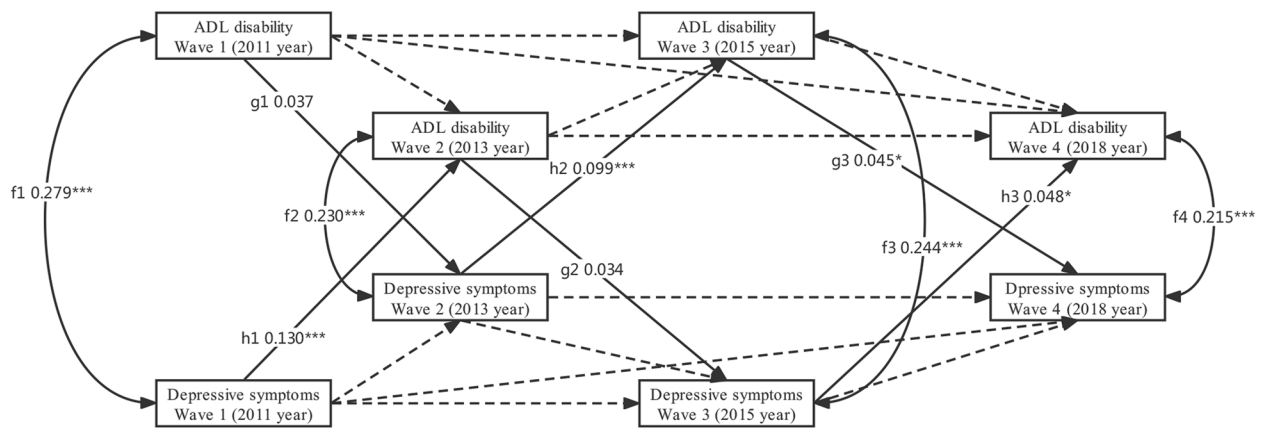 ADL disability
Wave 1 (2011 year)
ADL disability
Wave 3 (2015 year)
g1 0.037
ADL disability
Wave 2 (2013 year)
ADL disability
Wave 4 (2018 year)
h2 0.099***
g3 0.045*
f1 0.279***
h3 0.048*
f2 0.230***
f4 0.215***
f3 0.244***
g2 0.034
Depressive symptoms
Wave 2 (2013 year)
Dpressive symptoms
Wave 4 (2018 year)
h1 0.130***
Depressive symptoms
Wave 1 (2011 year)
Depressive symptoms
Wave 3 (2015 year)